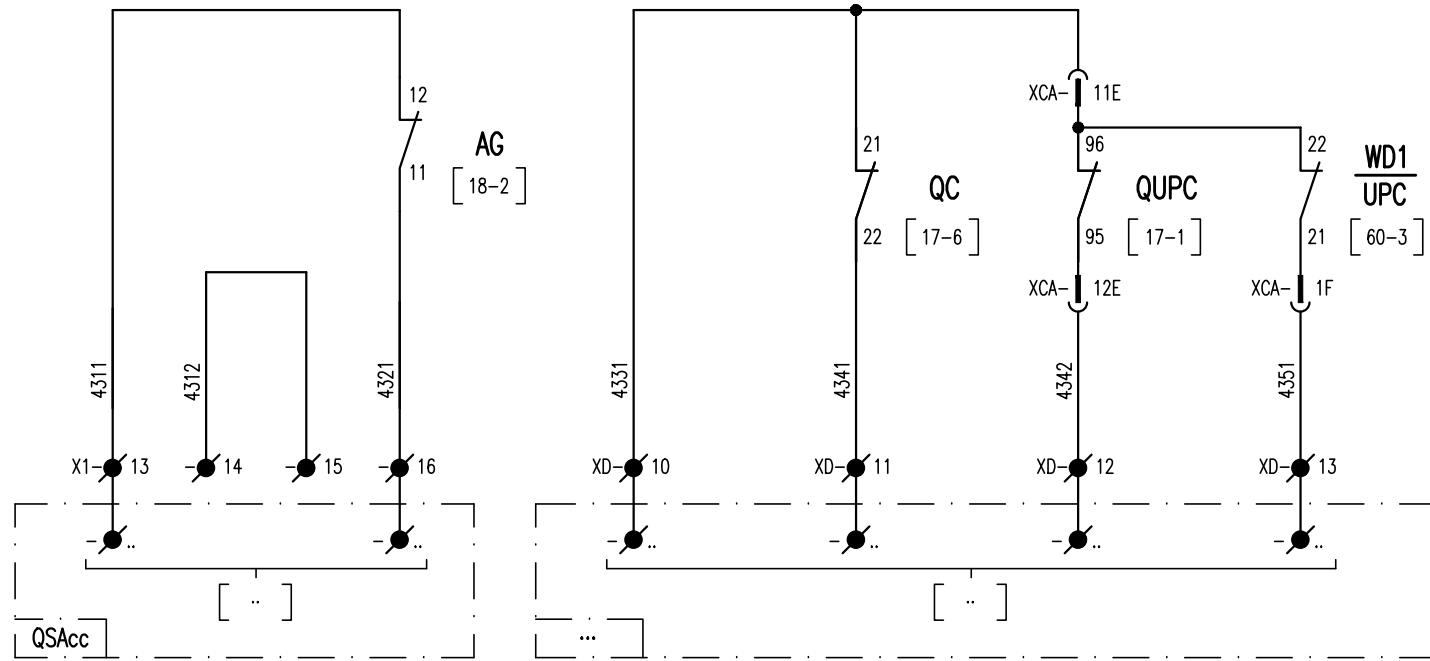 12
AG
11
[18-2]
XCA- 11E
21
QC
22
[17-6]
96
QUPC
95
[17-1]
22
WD1
UPC
21
[60-3]
XCA- 12E
XCA- 1F
4311
4312
4321
4331
4341
4342
4351
X1- 13
- 14
- 15
- 16
XD- 10
XD- 11
XD- 12
XD- 13
- ..
- ..
- ..
- ..
- ..
- ..
[ .. ]
[ .. ]
QSAcc
...